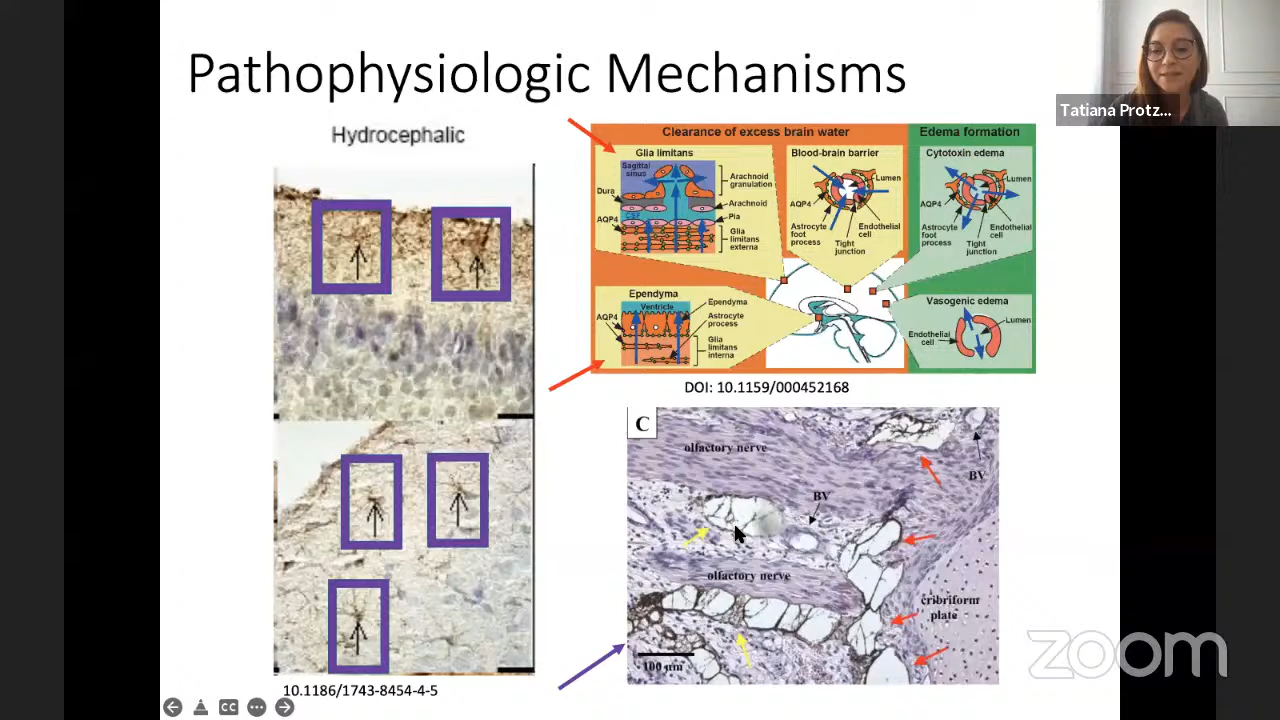 Pathophysiologic Mechanisms
Tatiana Protz...
Hydrocephalic
10.1186/1743-8454-4-5
Clearance of excess brain water
Edema formation
Glia limitans
Sagittal
sinus
Dura
AQP4
CSF
Arachnoid
granulation
Arachnoid
Pia
Glia
limitans
externa
Blood-brain barrier
Lumen
AQP4
Astrocyte
foot
process
Tight
junction
Endothelial
cell
Cytotoxin edema
Lumen
AQP4
Astrocyte
foot
process
Tight
junction
Endothelial
cell
Ependyma
Ventricle
AQP4
Ependyma
Astrocyte
process
Glia
limitans
interna
Vasogenic edema
Endothelial
cell
Lumen
DOI: 10.1159/000452168
C
olfactory nerve
BV
BV
olfactory nerve
cribriform
plate
100 µm
zoom
CC